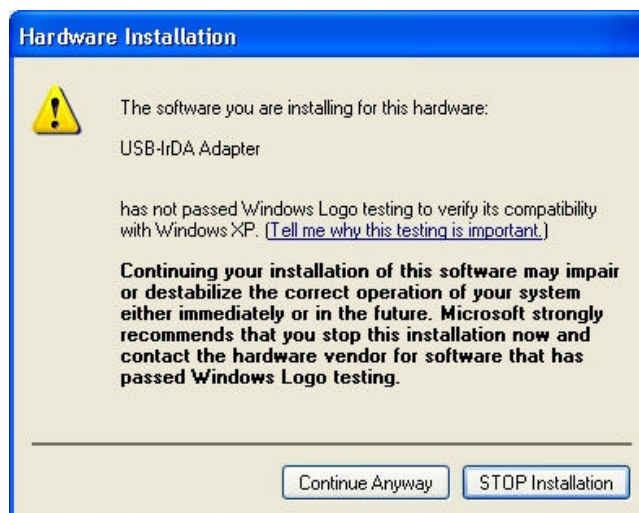 Hardware Installation
The software you are installing for this hardware:
USB-IrDA Adapter
has not passed Windows Logo testing to verify its compatibility
with Windows XP. (Tell me why this testing is important.)
Continuing your installation of this software may impair
or destabilize the correct operation of your system
either immediately or in the future. Microsoft strongly
recommends that you stop this installation now and
contact the hardware vendor for software that has
passed Windows Logo testing.
Continue Anyway
STOP Installation